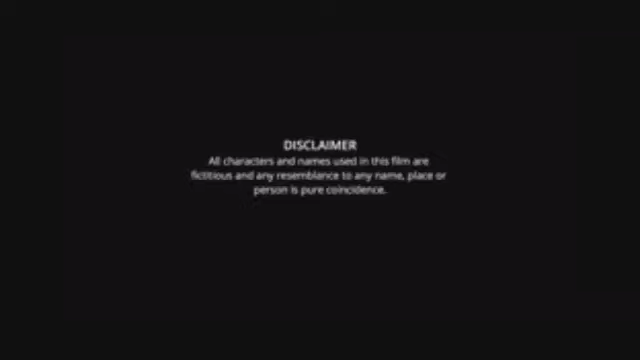 DISCLAIMER
All characters and names used in this film are
fictitious and any resemblance to any name, place or
person is pure coincidence.